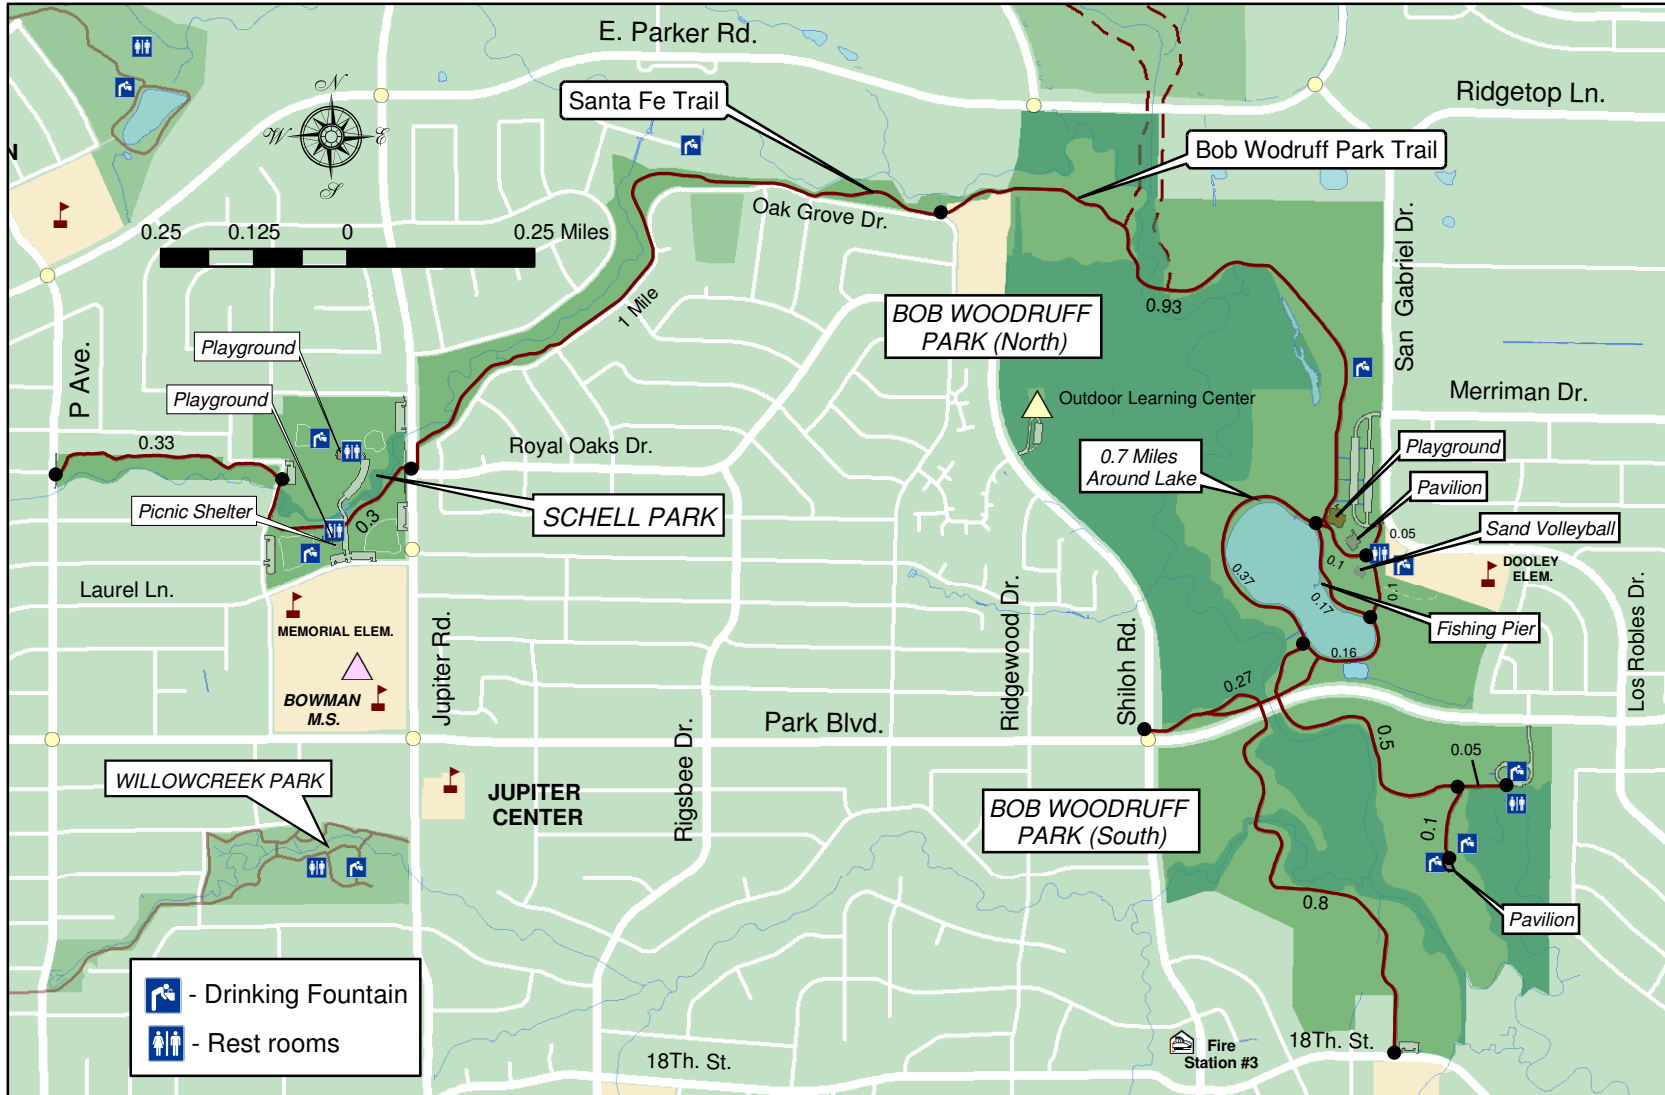 E. Parker Rd.
Ridgetop Ln.
Santa Fe Trail
N
W
E
S
N
Bob Wodruff Park Trail
Oak Grove Dr.
0.25
0.125
0
0.25 Miles
San Gabriel Dr.
1 Mile
0.93
BOB WOODRUFF
PARK (North)
Playground
P Ave.
Playground
Outdoor Learning Center
Merriman Dr.
0.33
Royal Oaks Dr.
0.7 Miles
Around Lake
Playground
Pavilion
Picnic Shelter
0.3
SCHELL PARK
Sand Volleyball
0.05
0.1
DOOLEY
ELEM.
0.37
0.17
0.1
Laurel Ln.
MEMORIAL ELEM.
Fishing Pier
0.16
Jupiter Rd.
Ridgewood Dr.
Shiloh Rd.
Los Robles Dr.
BOWMAN
M.S.
0.27
Park Blvd.
0.5
0.05
WILLOWCREEK PARK
JUPITER
CENTER
Rigsbee Dr.
BOB WOODRUFF
PARK (South)
0.1
0.8
Pavilion
- Drinking Fountain
- Rest rooms
Fire
Station #3
18Th. St.
18Th. St.